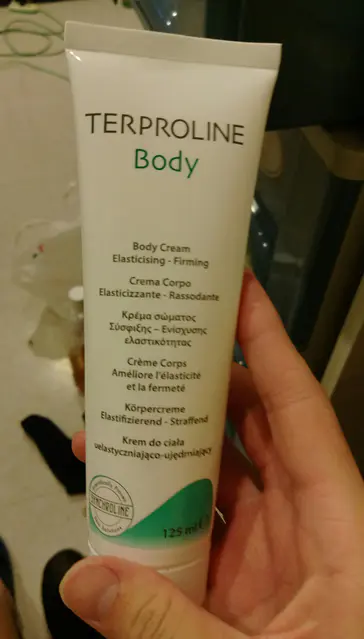 TERPROLINE
Body
Body Cream
Elasticising - Firming
Crema Corpo
Elasticizzante - Rassodante
Κρέμα σώματος
Σύσφιξης – Ενίσχυσης
ελαστικότητας
Crème Corps
Améliore l'élasticité
et la fermeté
Körpercreme
Elastifizierend - Straffend
Krem do ciała
uelastyczniająco-ujędrniający
SYNCHROLINE
125 ml